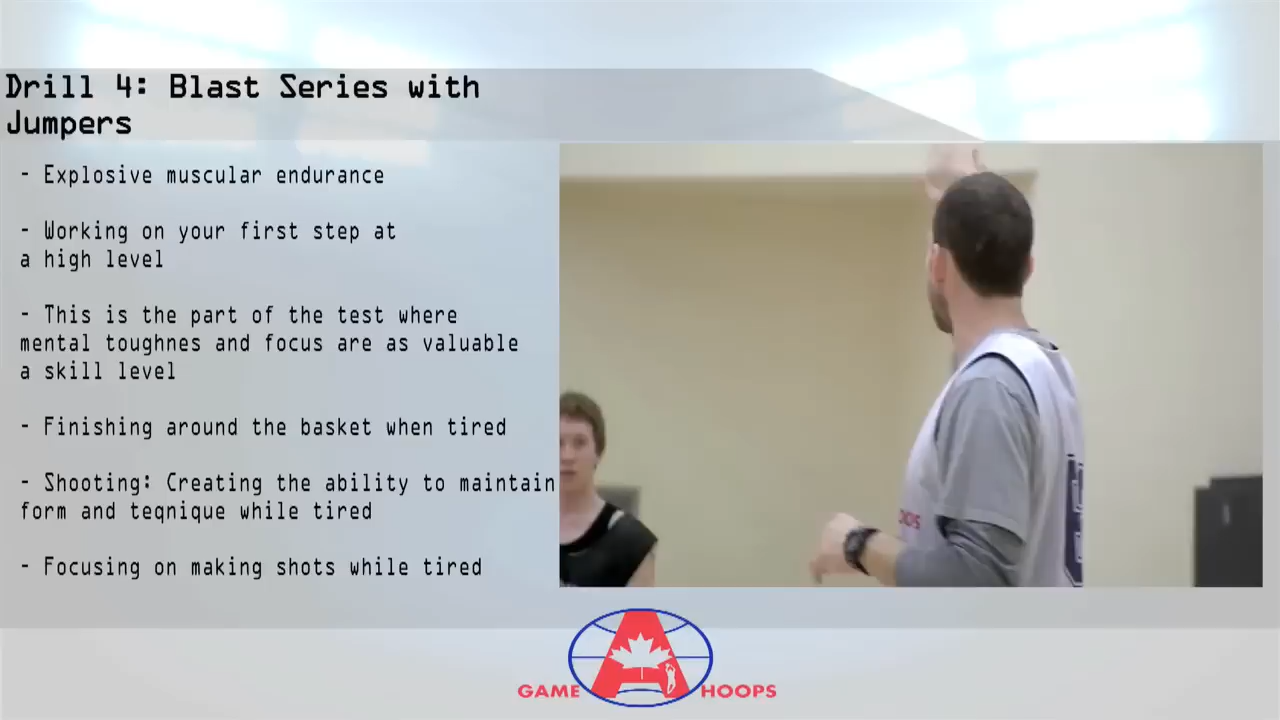 Drill 4: Blast Series with
Jumpers
- Explosive muscular endurance
- Working on your first step at
a high level
- This is the part of the test where
mental toughnes and focus are as valuable
a skill level
- Finishing around the basket when tired
- Shooting: Creating the ability to maintain
form and teqnique while tired
- Focusing on making shots while tired
GAME A HOOPS